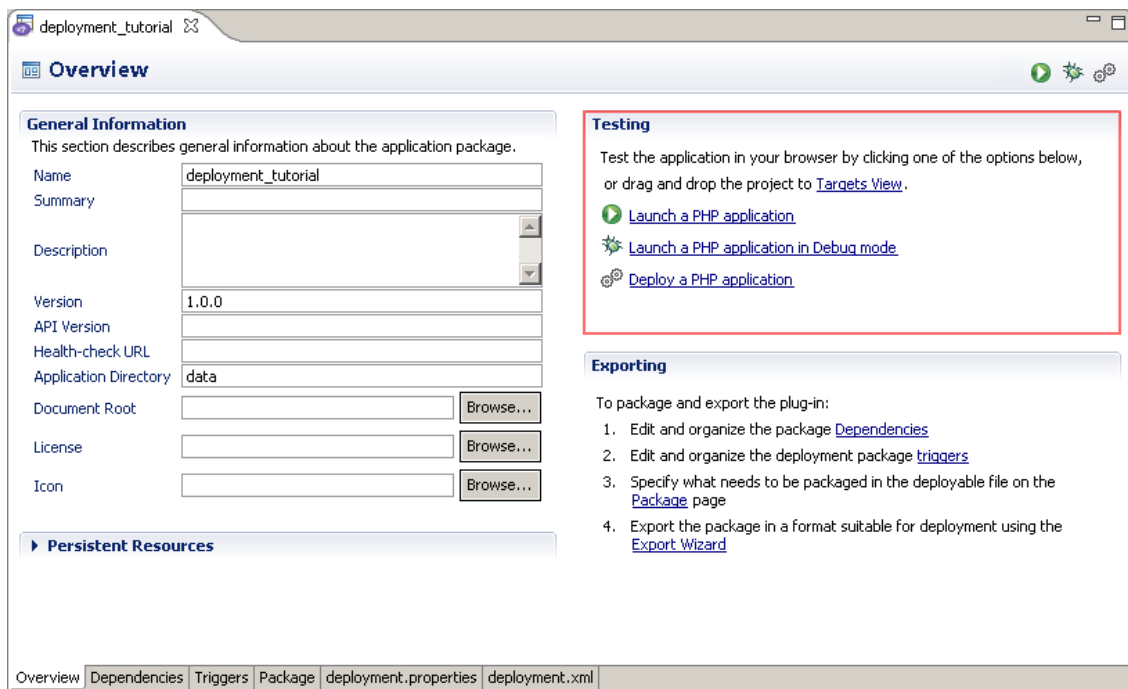 deployment_tutorial
Overview
General Information
This section describes general information about the application package.
Name deployment_tutorial
Summary
Description
Version 1.0.0
API Version
Health-check URL
Application Directory data
Document Root Browse...
License Browse...
Icon Browse...
Persistent Resources
Testing
Test the application in your browser by clicking one of the options below,
or drag and drop the project to Targets View.
Launch a PHP application
Launch a PHP application in Debug mode
Deploy a PHP application
Exporting
To package and export the plug-in:
1. Edit and organize the package Dependencies
2. Edit and organize the deployment package triggers
3. Specify what needs to be packaged in the deployable file on the
Package page
4. Export the package in a format suitable for deployment using the
Export Wizard
Overview Dependencies Triggers Package deployment.properties deployment.xml